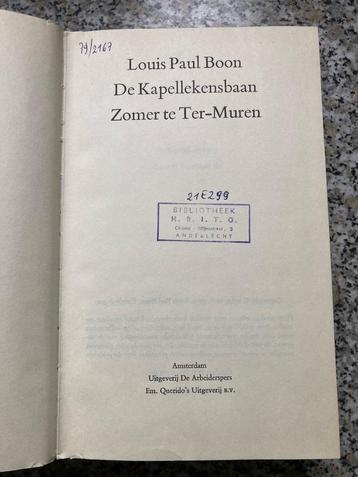 79/2167
Louis Paul Boon
De Kapellekensbaan
Zomer te Ter-Muren
21E299
BIBLIOTHEEK
H. R. I. T. O.
5
ANDERLECHT
Amsterdam
Uitgeverij De Arbeiderspers
Em. Querido's Uitgeverij B.V.